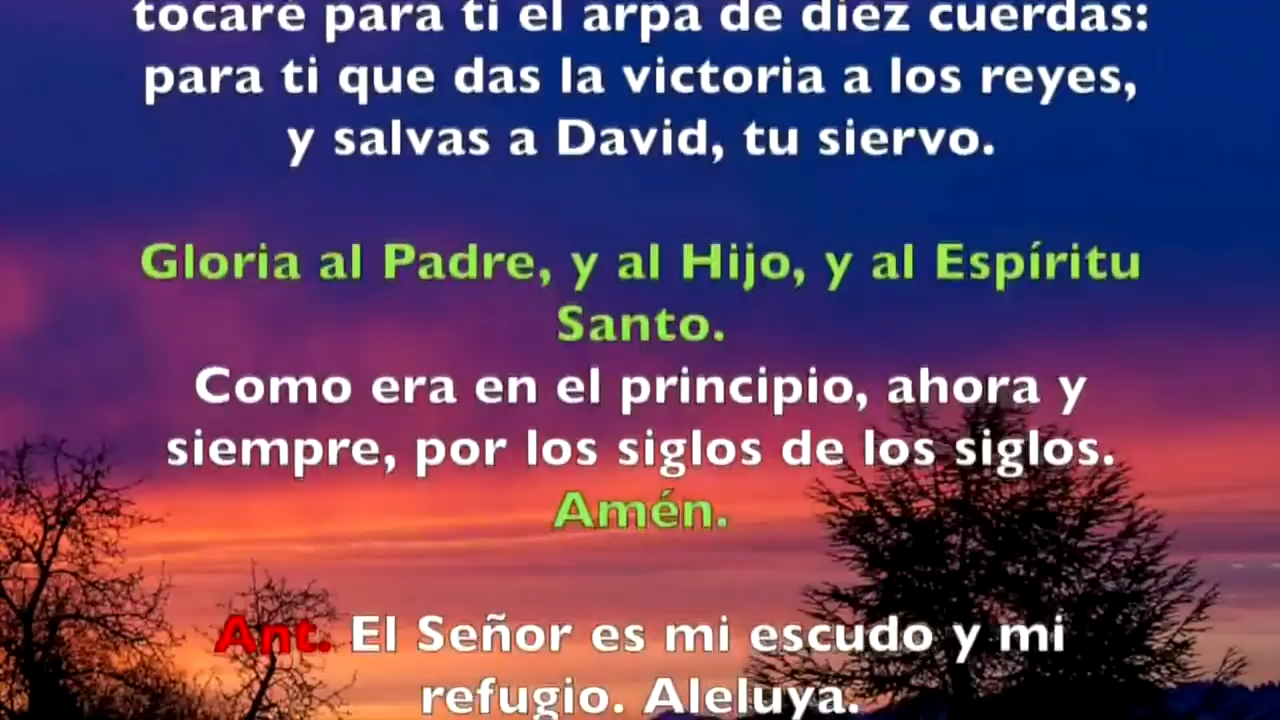 tocaré para ti el arpa de diez cuerdas:
para ti que das la victoria a los reyes,
y salvas a David, tu siervo.
Gloria al Padre, y al Hijo, y al Espíritu
Santo.
Como era en el principio, ahora y
siempre, por los siglos de los siglos.
Amén.
Ant. El Señor es mi escudo y mi
refugio. Aleluya.